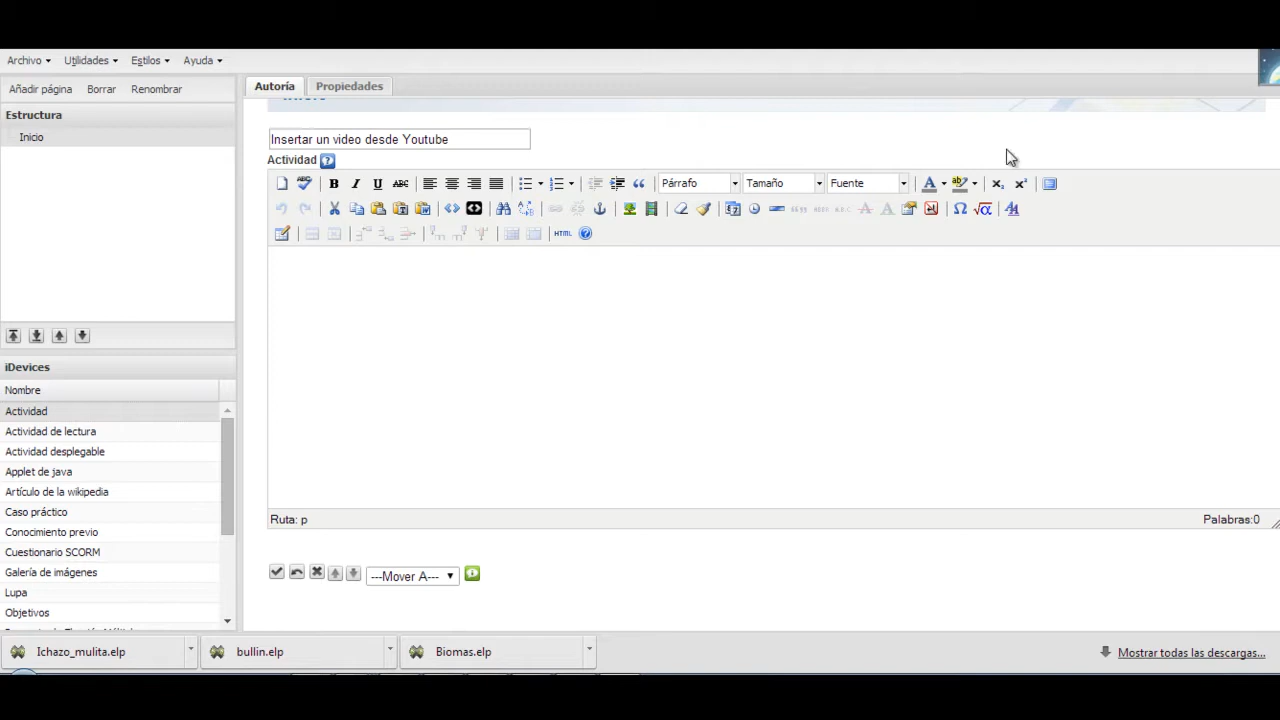 Archivo Utilidades Estilos Ayuda
Añadir página Borrar Renombrar
Autoría Propiedades
Estructura
Inicio
Insertar un video desde Youtube
Actividad ?
B I U ABC Párrafo Tamaño Fuente A
HTML
Ruta: p Palabras:0
---Mover A---
iDevices
Nombre
Actividad
Actividad de lectura
Actividad desplegable
Applet de java
Artículo de la wikipedia
Caso práctico
Conocimiento previo
Cuestionario SCORM
Galería de imágenes
Lupa
Objetivos
Ichazo_mulita.elp bullin.elp Biomas.elp Mostrar todas las descargas...